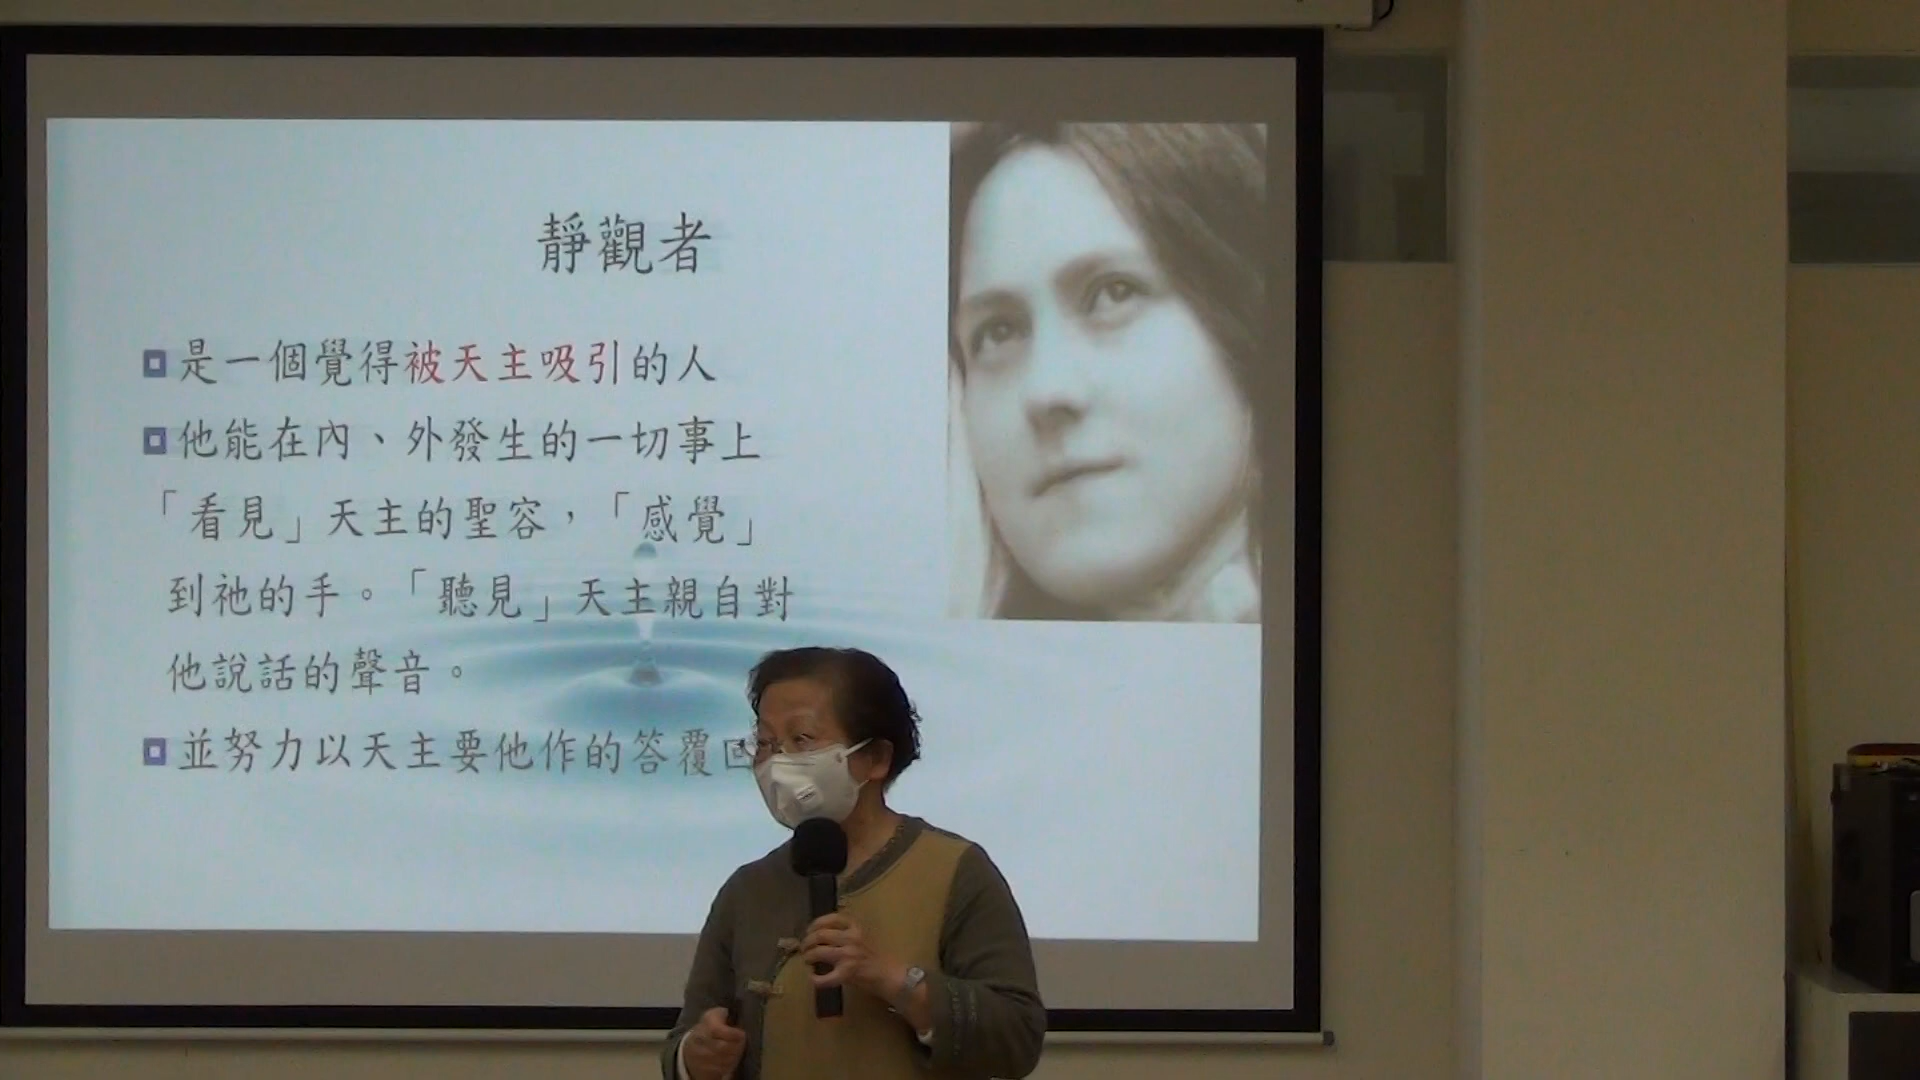 靜觀者
是一個覺得被天主吸引的人
他能在內、外發生的一切事上
「看見」天主的聖容,「感覺」
到祂的手。「聽見」天主親自對
他說話的聲音。
並努力以天主要他作的答覆